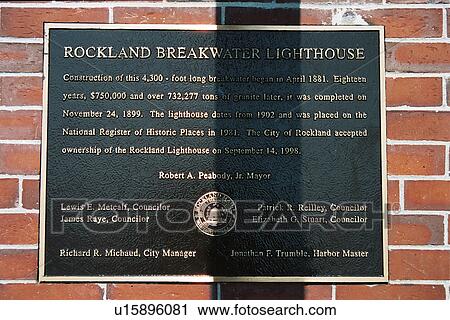 ROCKLAND BREAKWATER LIGHTHOUSE
Construction of this 4,300 - foot long breakwater began in April 1881. Eighteen
years, $750,000 and over 732,277 tons of granite later, it was completed on
November 24, 1899. The lighthouse dates from 1902 and was placed on the
National Register of Historic Places in 1981. The City of Rockland accepted
ownership of the Rockland Lighthouse on September 14, 1998.
Robert A. Peabody, Jr. Mayor
Lewis E. Metcalf, Councilor Patrick R. Reilley, Councilor
James Raye, Councilor Elizabeth G. Stuart, Councilor
FOTOSEARCH
Richard R. Michaud, City Manager Jonathan F. Trumble, Harbor Master
u15896081 www.fotosearch.com